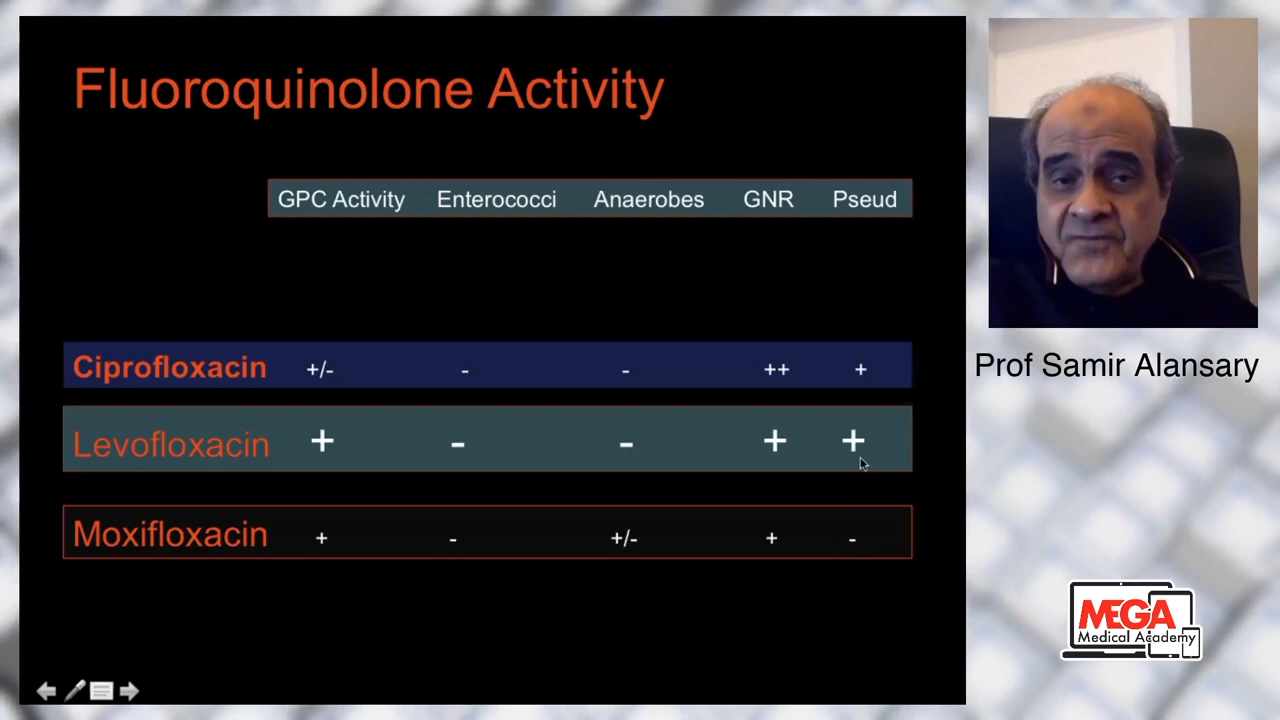 Fluoroquinolone Activity
GPC Activity Enterococci Anaerobes GNR Pseud
Ciprofloxacin +/- - - ++ +
Levofloxacin + - - + +
Moxifloxacin + - +/- + -
Prof Samir Alansary
MEGA
Medical Academy